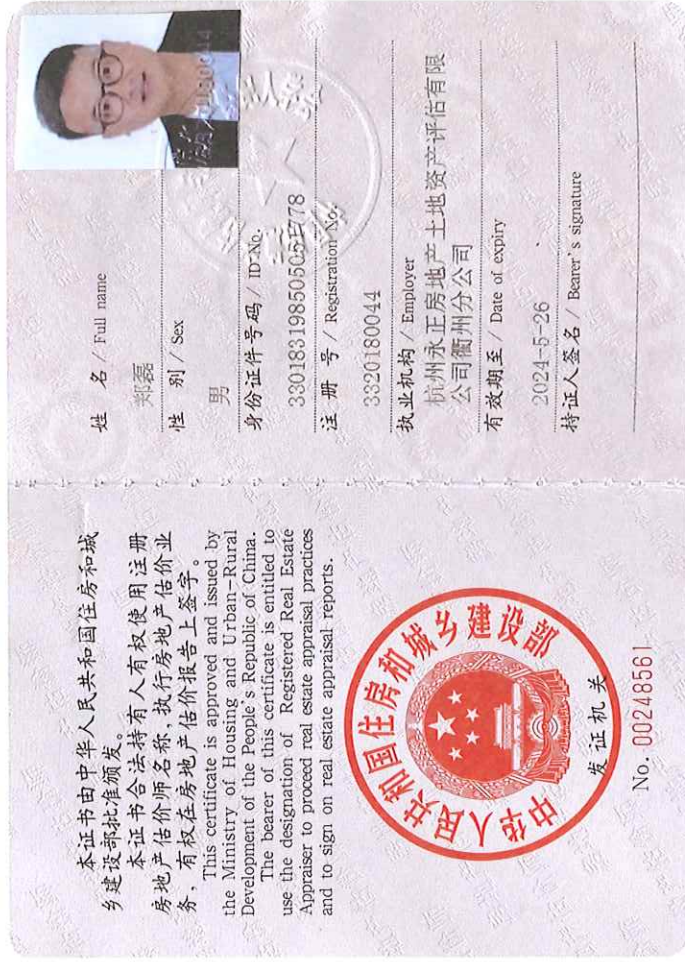 本证书由中华人民共和国住房和城
乡建设部批准颁发。
本证书合法持有人有权使用注册
房地产估价师名称,执行房地产估价业
务,有权在房地产估价报告上签字。
This certificate is approved and issued by
the Ministry of Housing and Urban-Rural
Development of the People's Republic of China.
The bearer of this certificate is entitled to
use the designation of Registered Real Estate
Appraiser to proceed real estate appraisal practices
and to sign on real estate appraisal reports.
中华人民共和国住房和城乡建设部
发证机关
No. 00248561
姓 名 / Full name
郑磊
性 别 / Sex
男
身份证件号码 / ID No.
注 册 号 / Registration No.
3320180044
执业机构 / Employer
杭州永正房地产土地资产评估有限
公司衢州分公司
有效期至 / Date of expiry
2024-5-26
持证人签名 / Bearer's signature